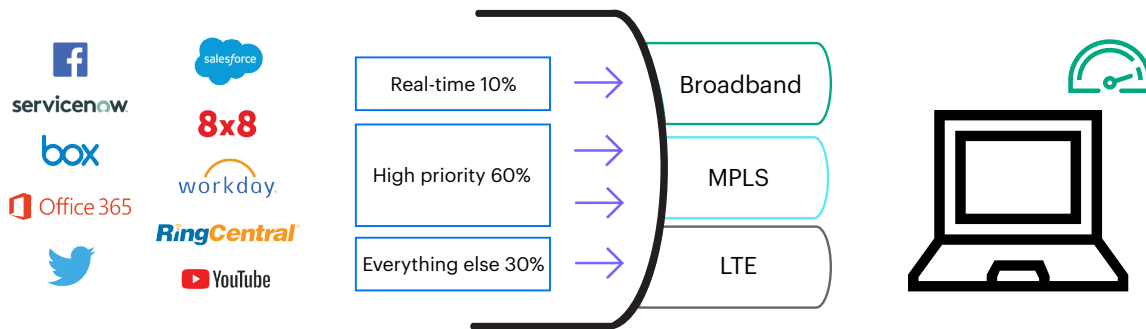 f
servicenow
box
Office 365
salesforce
8x8
workday
RingCentral
YouTube
Real-time 10%
High priority 60%
Everything else 30%
Broadband
MPLS
LTE